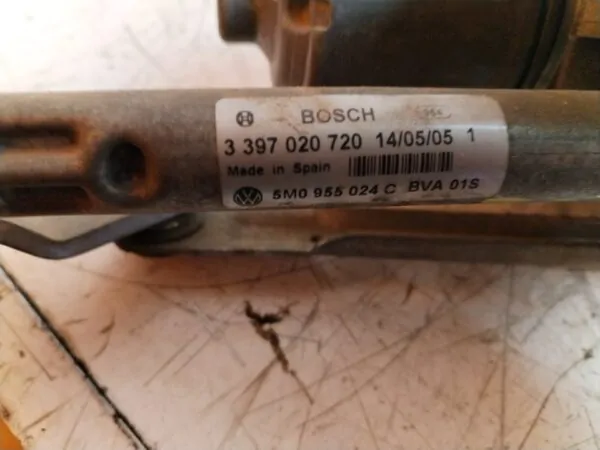 BOSCH
3 397 020 720 14/05/05 1
Made in Spain
5M0 955 024 C BVA 01S